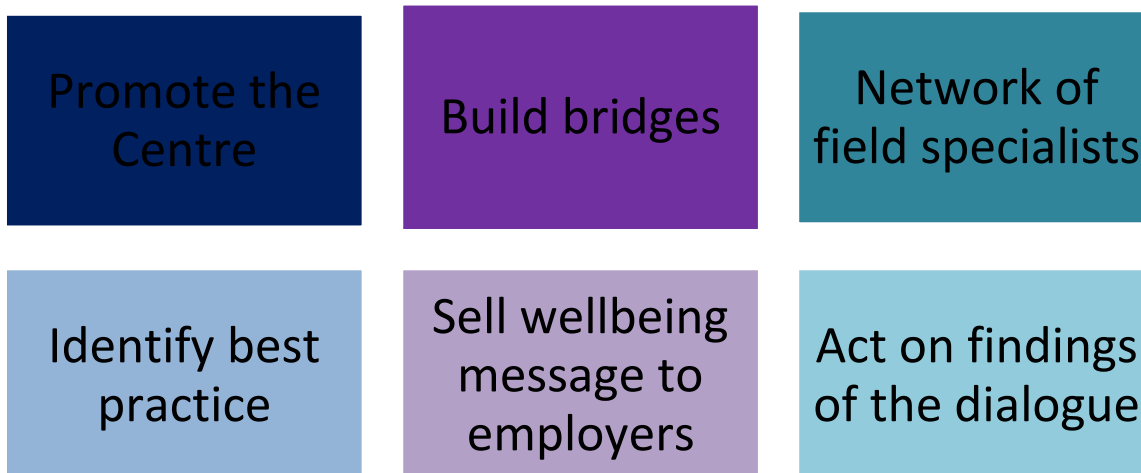 Promote the
Centre
Build bridges
Network of
field specialists
Identify best
practice
Sell wellbeing
message to
employers
Act on findings
of the dialogue